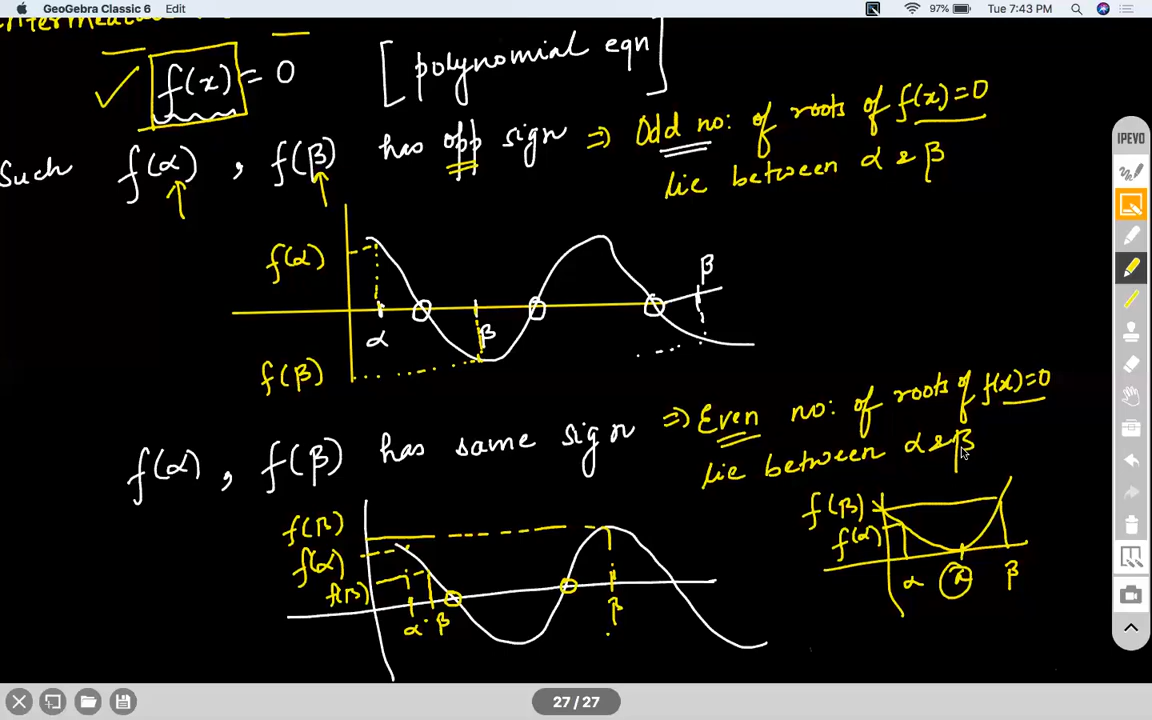 GeoGebra Classic 6 Edit 97% Tue 7:43 PM
f(x) = 0 [polynomial eqn]
Such f(α), f(β) has opp sign ⇒ Odd no: of roots of f(x)=0
lie between α & β
IPEVO
f(α)
β
α β
f(β)
f(α), f(β) has same sign ⇒ Even no: of roots of f(x)=0
lie between α & β
f(β)
f(α)
f(β)
α β β
f(β)
f(α)
α β
27/27